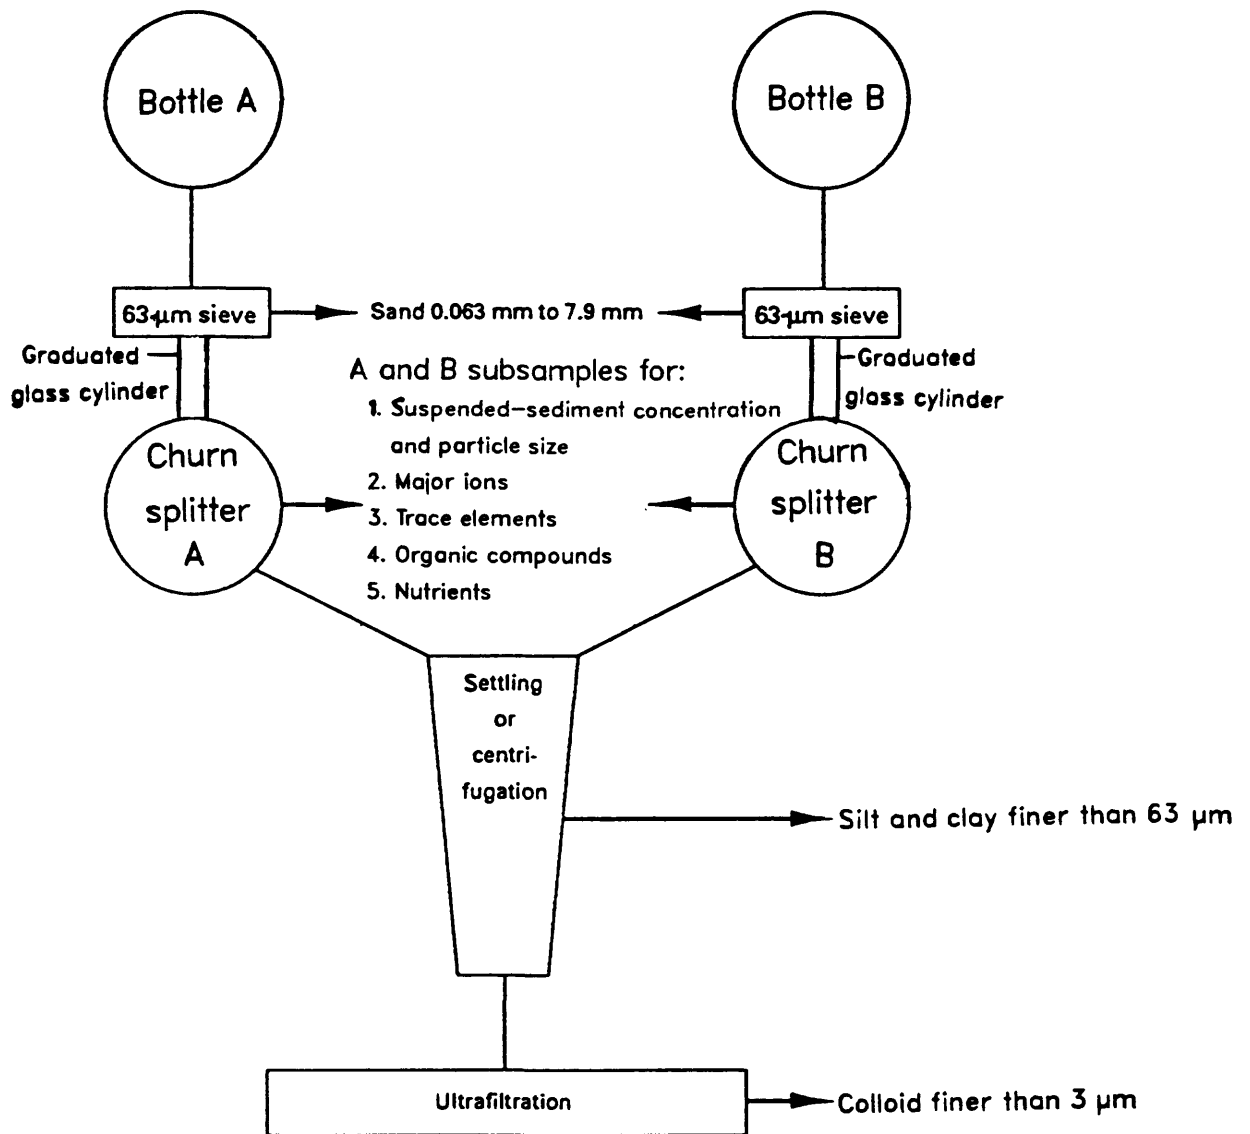 Bottle A
Bottle B
63-µm sieve
Sand 0.063 mm to 7.9 mm
63-µm sieve
Graduated
glass cylinder
Graduated
glass cylinder
A and B subsamples for:
1. Suspended-sediment concentration
and particle size
2. Major ions
3. Trace elements
4. Organic compounds
5. Nutrients
Churn
splitter
A
Churn
splitter
B
Settling
or
centri-
fugation
Silt and clay finer than 63 µm
Ultrafiltration
Colloid finer than 3 µm